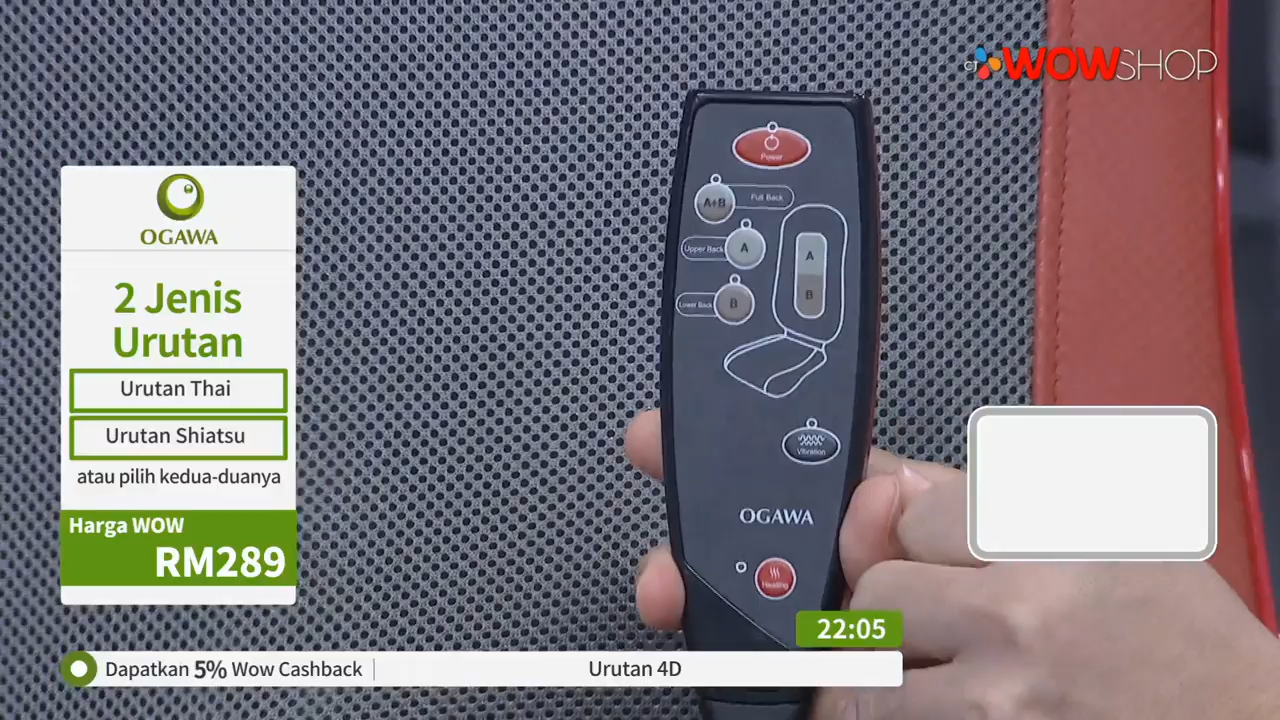 CJ WOWSHOP
OGAWA
2 Jenis
Urutan
Urutan Thai
Urutan Shiatsu
atau pilih kedua-duanya
Harga WOW
RM289
Power
A+B
Full Back
Upper Back
A
Lower Back
B
A
B
Vibration
OGAWA
Heating
22:05
Dapatkan 5% Wow Cashback
Urutan 4D